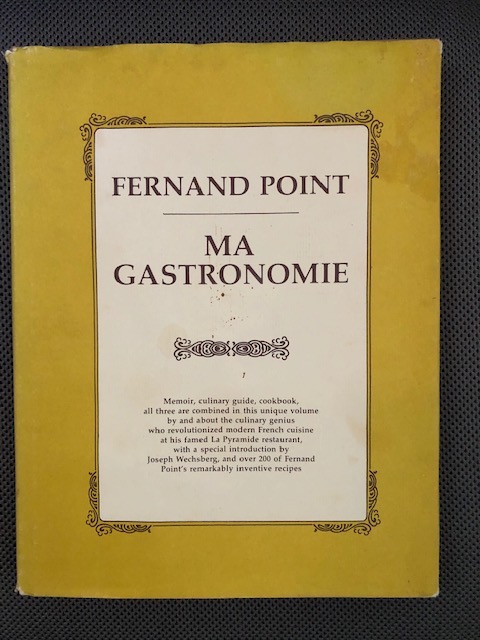 FERNAND POINT
MA
GASTRONOMIE
Memoir, culinary guide, cookbook,
all three are combined in this unique volume
by and about the culinary genius
who revolutionized modern French cuisine
at his famed La Pyramide restaurant,
with a special introduction by
Joseph Wechsberg, and over 200 of Fernand
Point's remarkably inventive recipes